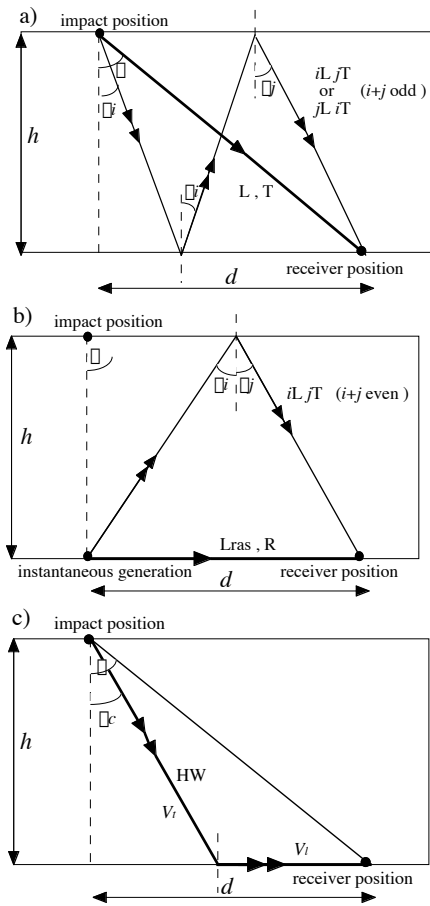 a)
impact position
i
i
j
iL jT
or (i+j odd)
jL iT
h
L , T
receiver position
d
b)
impact position
i j
iL jT (i+j even )
h
Lras , R
instantaneous generation
receiver position
d
c)
impact position
c
h
HW
Vt
Vl
receiver position
d